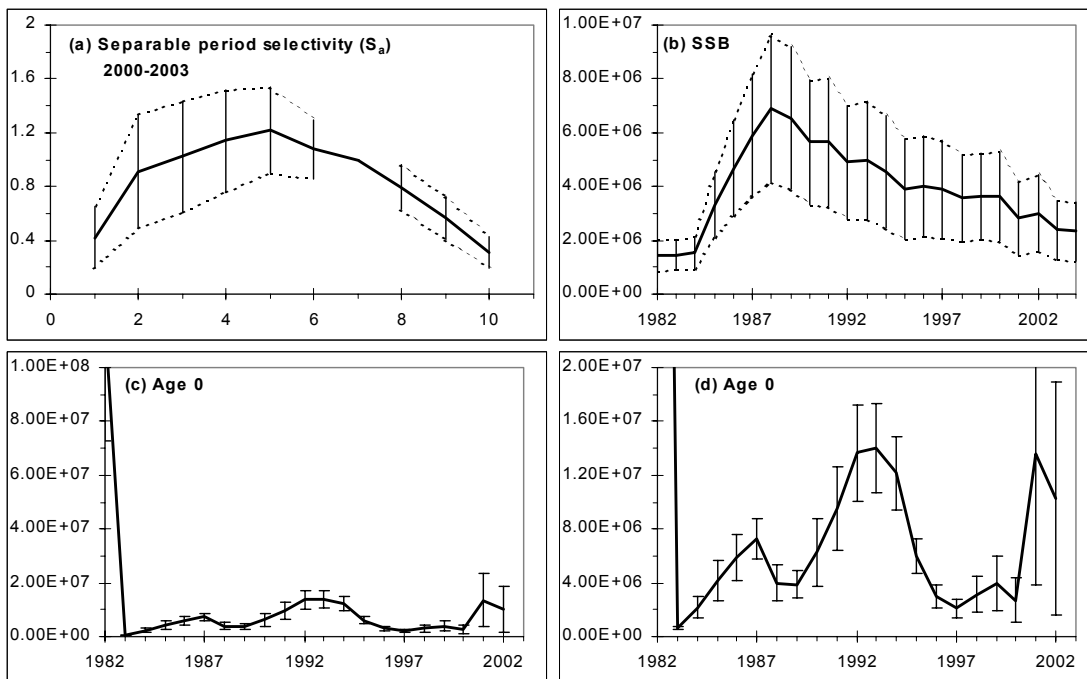 (a) Separable period selectivity (Sₐ)
2000-2003
2
1.6
1.2
0.8
0.4
0
0 2 4 6 8 10
(b) SSB
1.00E+07
8.00E+06
6.00E+06
4.00E+06
2.00E+06
0.00E+00
1982 1987 1992 1997 2002
(c) Age 0
1.00E+08
8.00E+07
6.00E+07
4.00E+07
2.00E+07
0.00E+00
1982 1987 1992 1997 2002
(d) Age 0
2.00E+07
1.60E+07
1.20E+07
8.00E+06
4.00E+06
0.00E+00
1982 1987 1992 1997 2002